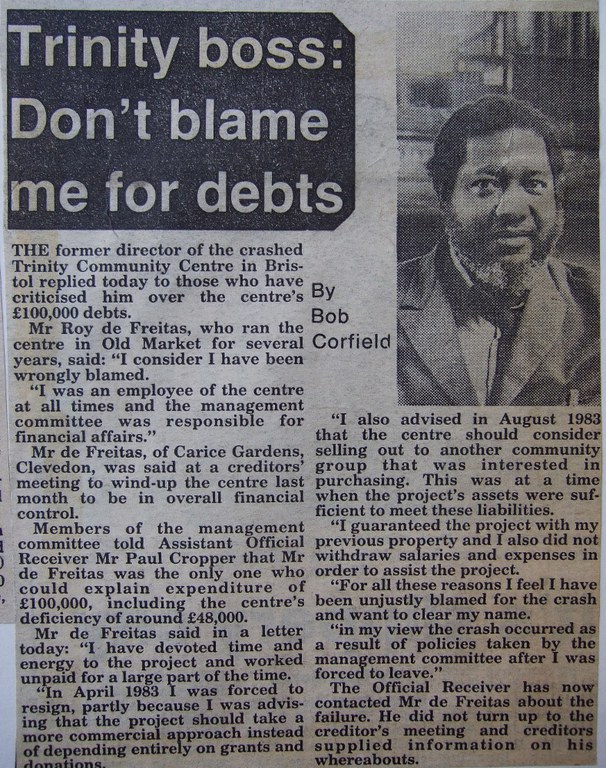 Trinity boss:
Don't blame
me for debts
THE former director of the crashed
Trinity Community Centre in Bris-
tol replied today to those who have
criticised him over the centre's
£100,000 debts.
Mr Roy de Freitas, who ran the
centre in Old Market for several
years, said: "I consider I have been
wrongly blamed.
"I was an employee of the centre
at all times and the management
committee was responsible for
financial affairs."
Mr de Freitas, of Carice Gardens,
Clevedon, was said at a creditors'
meeting to wind-up the centre last
month to be in overall financial
control.
Members of the management
committee told Assistant Official
Receiver Mr Paul Cropper that Mr
de Freitas was the only one who
could explain expenditure of
£100,000, including the centre's
deficiency of around £48,000.
Mr de Freitas said in a letter
today: "I have devoted time and
energy to the project and worked
unpaid for a large part of the time.
"In April 1983 I was forced to
resign, partly because I was advis-
ing that the project should take a
more commercial approach instead
of depending entirely on grants and
donations.
By
Bob
Corfield
"I also advised in August 1983
that the centre should consider
selling out to another community
group that was interested in
purchasing. This was at a time
when the project's assets were suf-
ficient to meet these liabilities.
"I guaranteed the project with my
previous property and I also did not
withdraw salaries and expenses in
order to assist the project.
"For all these reasons I feel I have
been unjustly blamed for the crash
and want to clear my name.
"in my view the crash occurred as
a result of policies taken by the
management committee after I was
forced to leave."
The Official Receiver has now
contacted Mr de Freitas about the
failure. He did not turn up to the
creditor's meeting and creditors
supplied information on his
whereabouts.